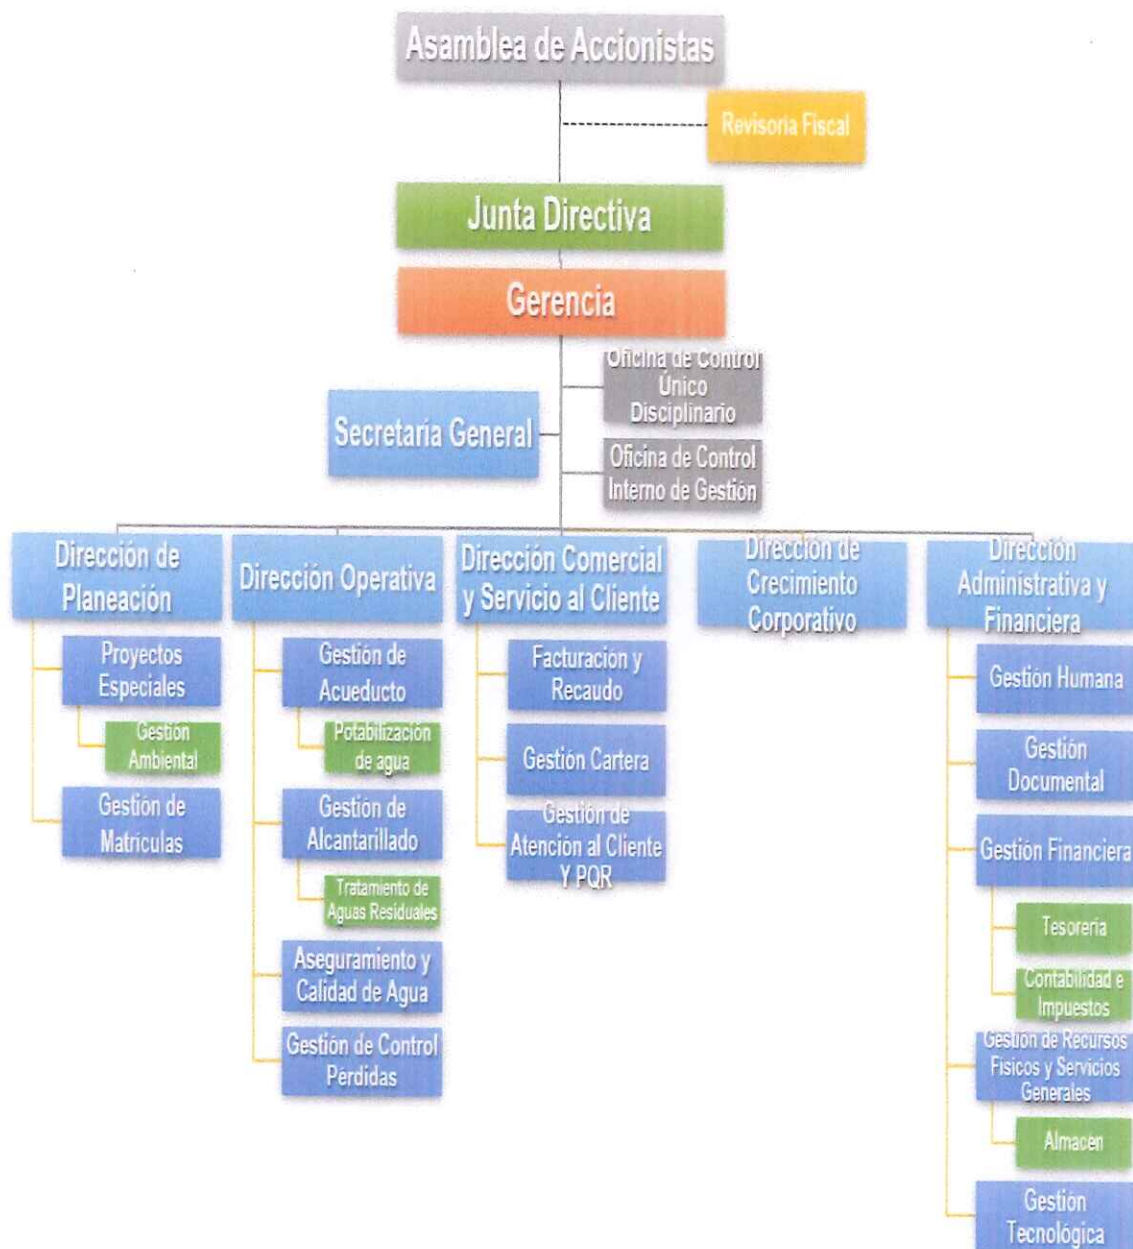 Asamblea de Accionistas
Revisoria Fiscal
Junta Directiva
Gerencia
Oficina de Control
Único
Disciplinario
Secretaría General
Oficina de Control
Interno de Gestión
Dirección de
Planeación
Dirección Operativa
Dirección Comercial
y Servicio al Cliente
Dirección de
Crecimiento
Corporativo
Dirección
Administrativa y
Financiera
Proyectos
Especiales
Gestión
Ambiental
Gestión de
Matrículas
Gestión de
Acueducto
Potabilización
de agua
Gestión de
Alcantarillado
Tratamiento de
Aguas Residuales
Aseguramiento y
Calidad de Agua
Gestión de Control
Pérdidas
Facturación y
Recaudo
Gestión Cartera
Gestión de
Atención al Cliente
Y PQR
Gestión Humana
Gestión
Documental
Gestión Financiera
Tesorería
Contabilidad e
Impuestos
Gestión de Recursos
Físicos y Servicios
Generales
Almacén
Gestión
Tecnológica